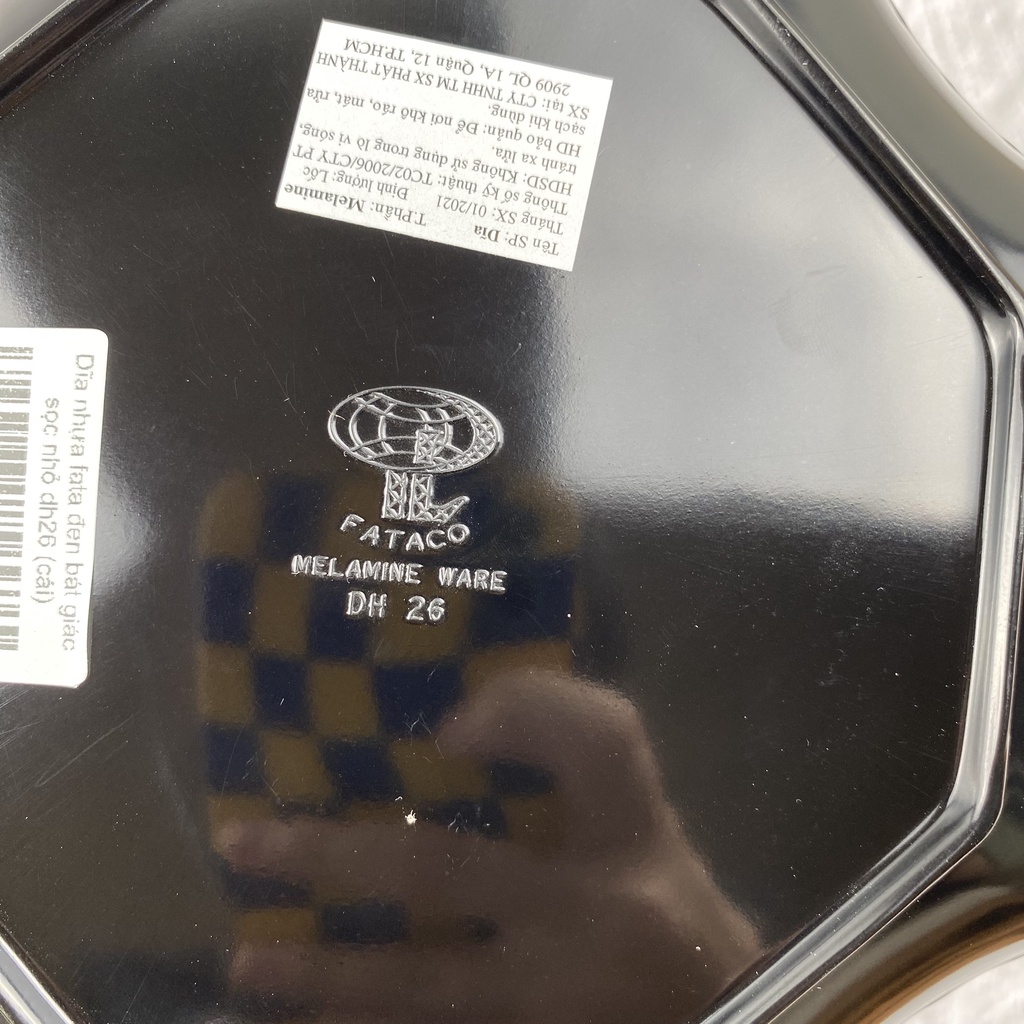 Tên SP: Dĩa T.Phần: Melamine
Tháng SX: 01/2021 Định lượng: Lốc
Thông số kỹ thuật: TC02/2006/CTY PT
HDSD: Không sử dụng trong lò vi sóng,
tránh xa lửa.
HD bảo quản: Để nơi khô ráo, mát, rửa
sạch khi dùng.
SX tại: CTY TNHH TM SX PHÁT THÀNH
2909 QL 1A, Quận 12, TP.HCM
Dĩa nhựa fata đen bát giác
sọc nhỏ dh26 (cái)
FATACO
MELAMINE WARE
DH 26